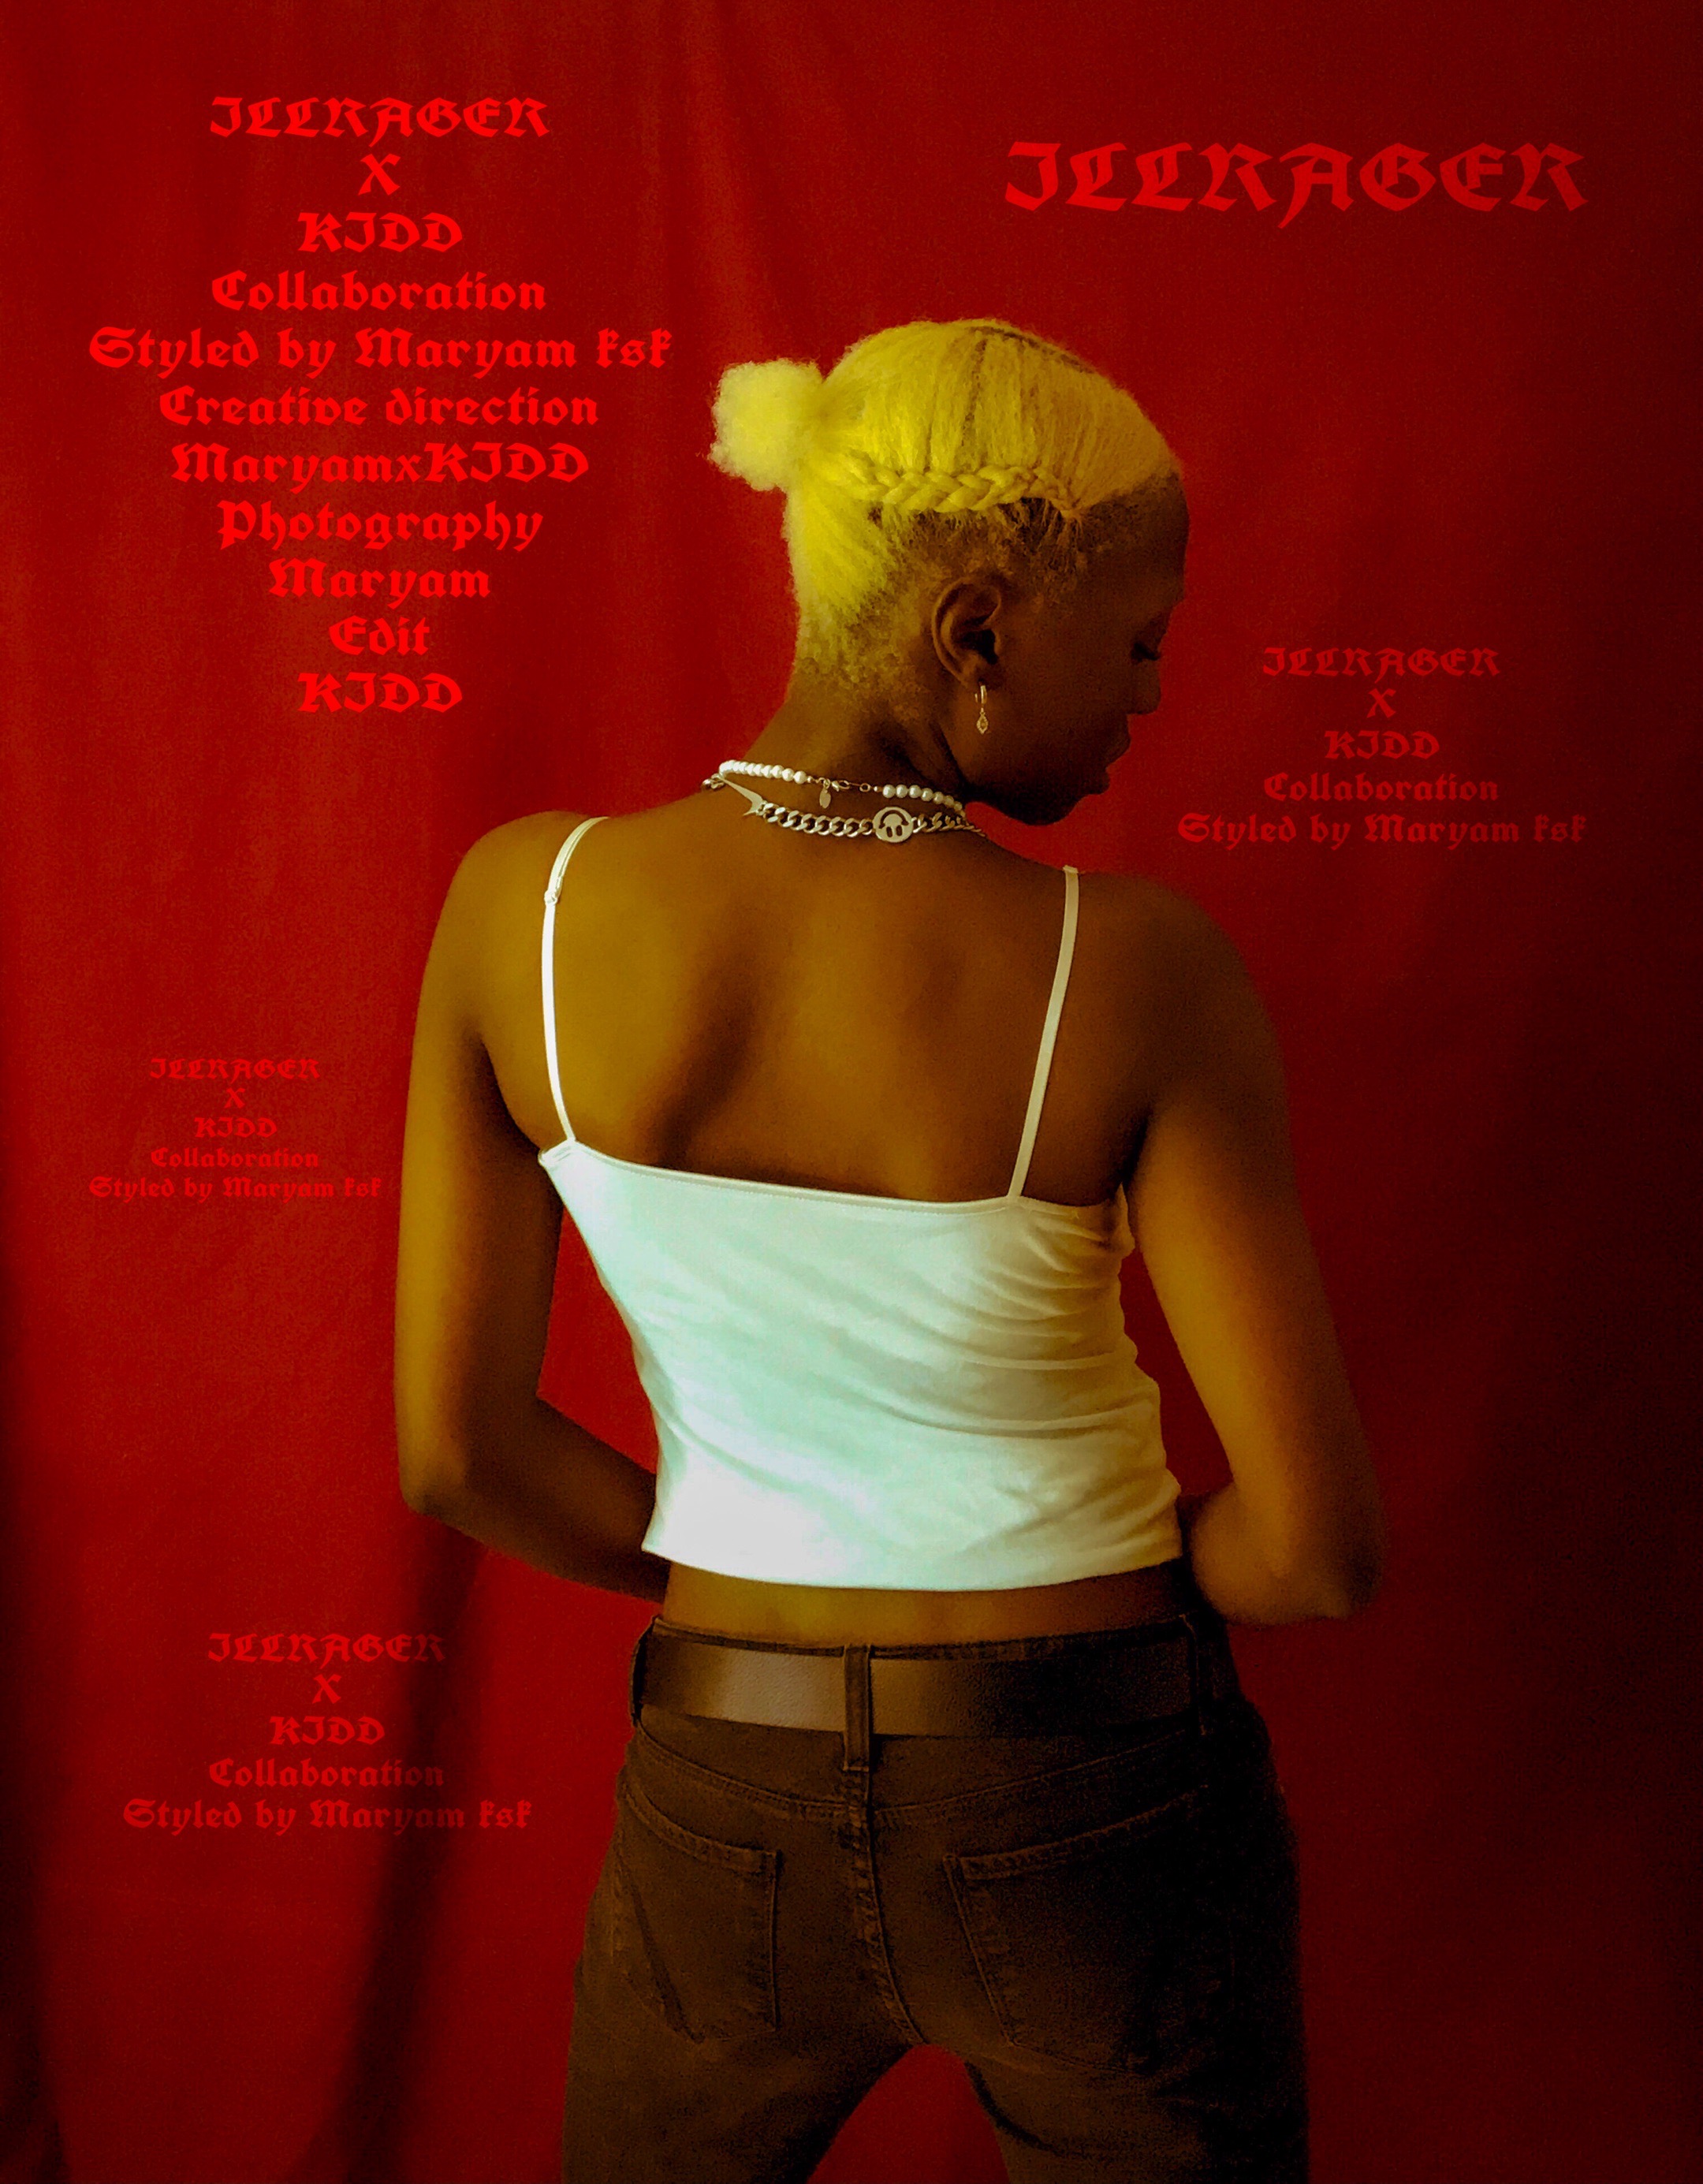 ILLRAGER
X
KIDD
Collaboration
Styled by Maryam ksk
Creative direction
MaryamxKIDD
Photography
Maryam
Edit
KIDD
ILLRAGER
ILLRAGER
X
KIDD
Collaboration
Styled by Maryam ksk
ILLRAGER
X
KIDD
Collaboration
Styled by Maryam ksk
ILLRAGER
X
KIDD
Collaboration
Styled by Maryam ksk